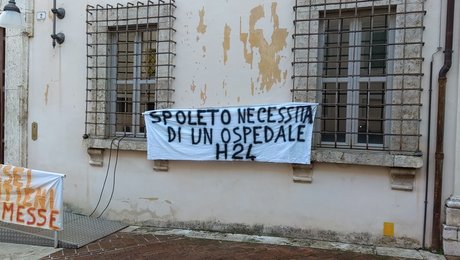 SPOLETO NECESSITA
DI UN OSPEDALE
H24
MESSE